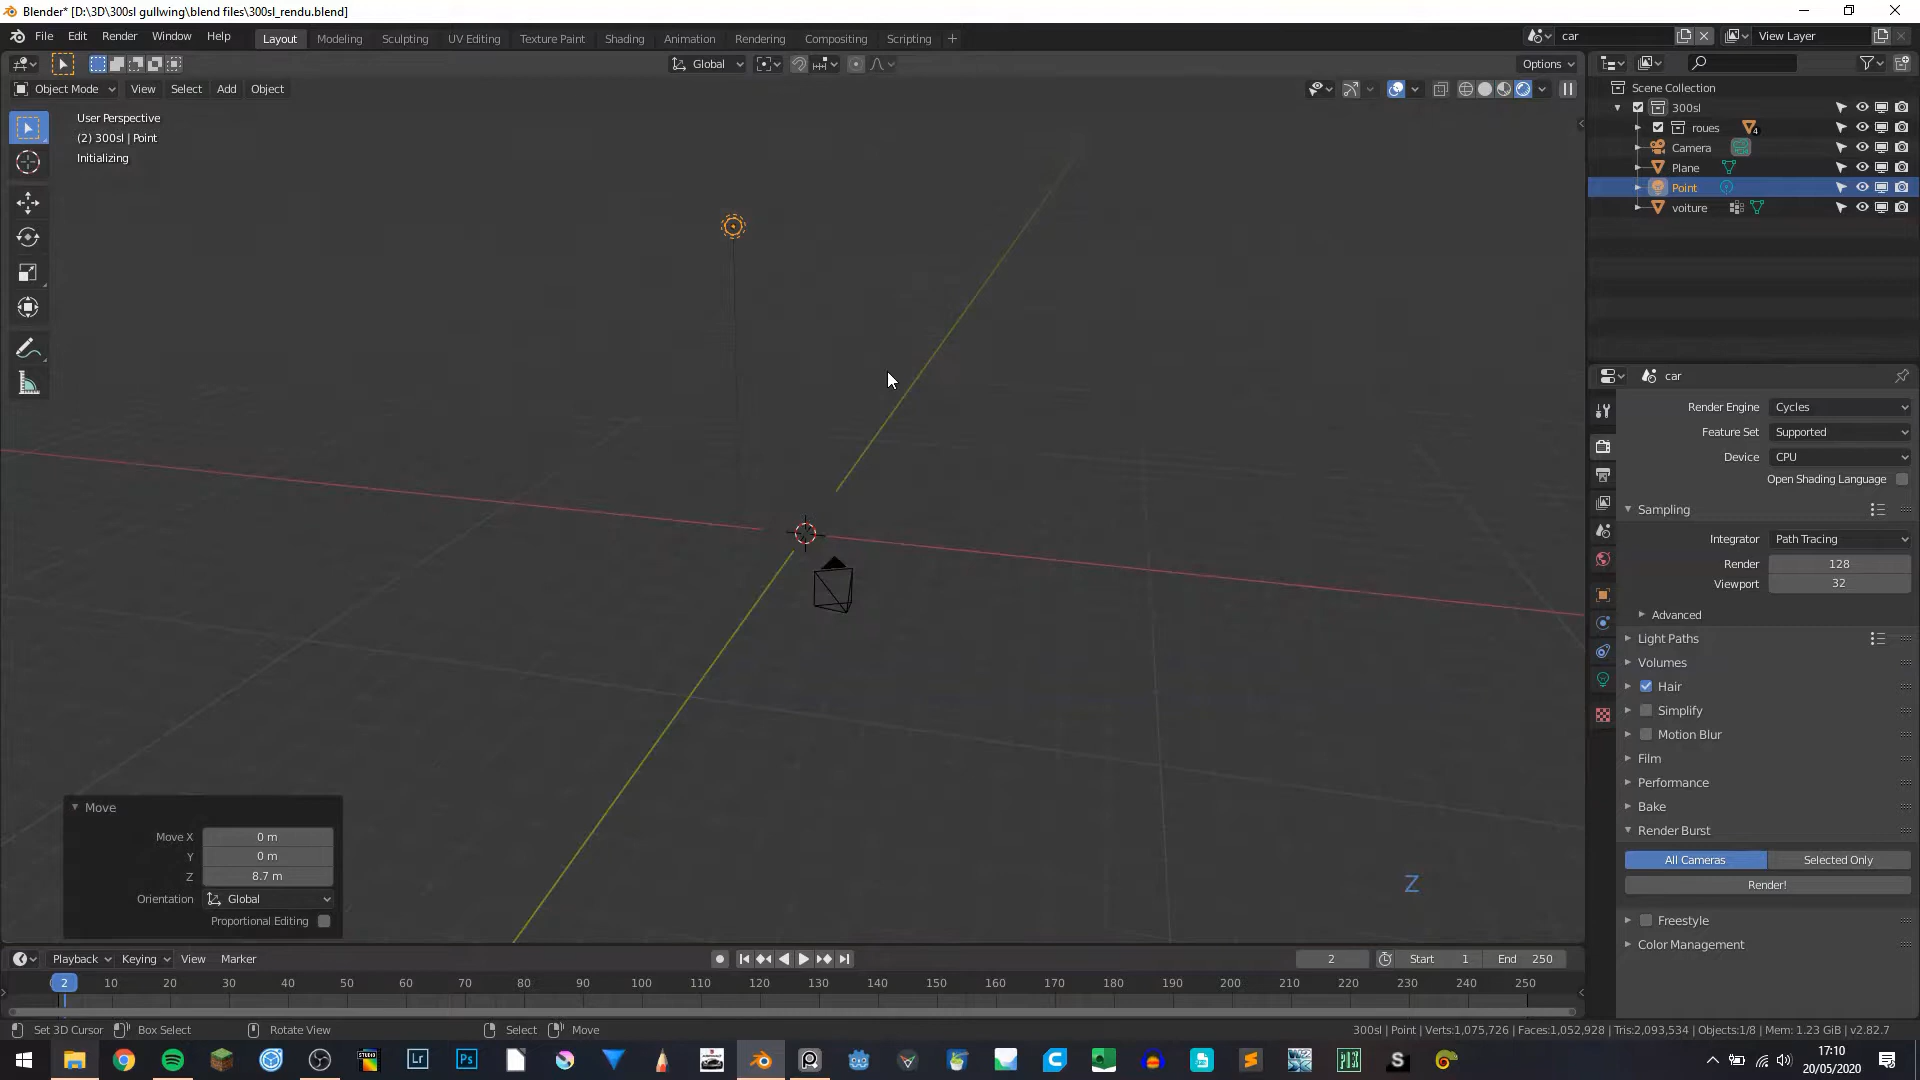 Blender* [D:\3D\300sl gullwing\blend files\300sl_rendu.blend]
File Edit Render Window Help Layout Modeling Sculpting UV Editing Texture Paint Shading Animation Rendering Compositing Scripting + car View Layer
Global Options
Object Mode View Select Add Object
User Perspective
(2) 300sl | Point
Initializing
Scene Collection
300sl
roues 4
Camera
Plane
Point
voiture
car
Render Engine Cycles
Feature Set Supported
Device CPU
Open Shading Language
Sampling
Integrator Path Tracing
Render 128
Viewport 32
Advanced
Light Paths
Volumes
Hair
Simplify
Motion Blur
Film
Performance
Bake
Render Burst
All Cameras Selected Only
Render!
Freestyle
Color Management
Move
Move X 0 m
Y 0 m
Z 8.7 m
Orientation Global
Proportional Editing
Z
Playback Keying View Marker 2 Start 1 End 250
2 10 20 30 40 50 60 70 80 90 100 110 120 130 140 150 160 170 180 190 200 210 220 230 240 250
Set 3D Cursor Box Select Rotate View Select Move 300sl | Point | Verts:1,075,726 | Faces:1,052,928 | Tris:2,093,534 | Objects:1/8 | Mem: 1.23 GiB | v2.82.7
STUDIO Lr Ps S
17:10
20/05/2020